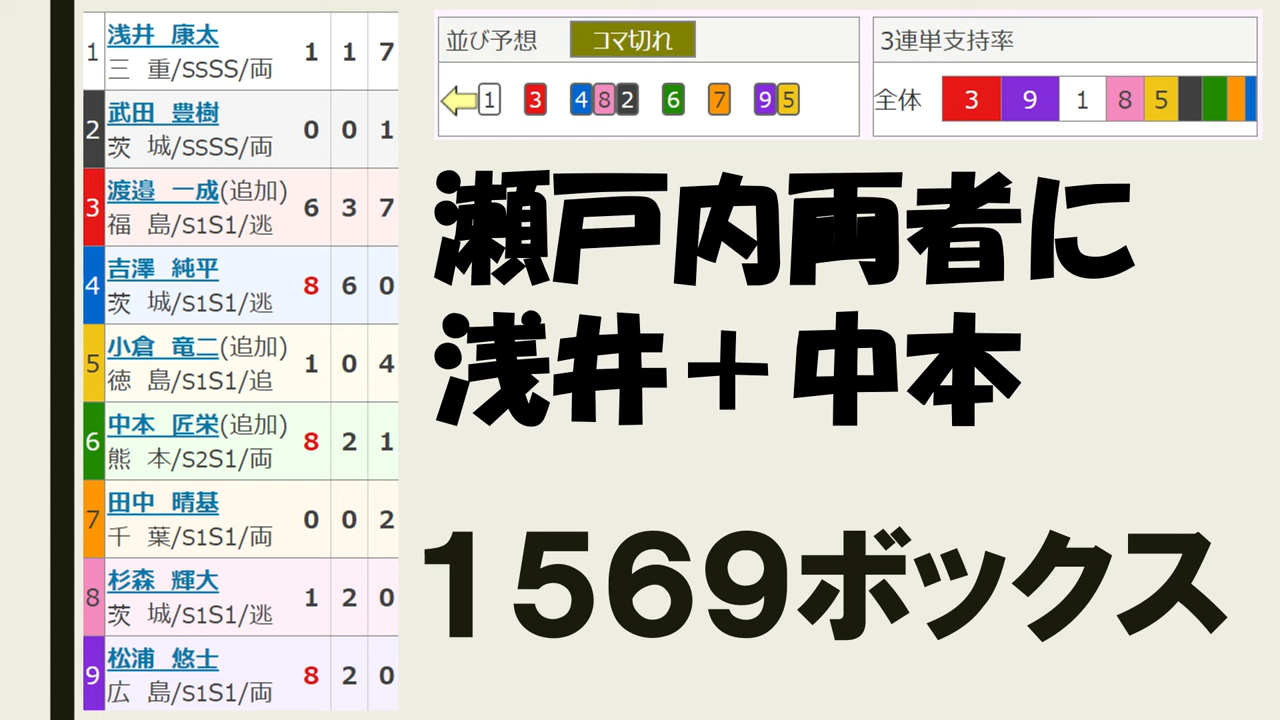 1 浅井 康太 1 1 7
三 重/SSSS/両
2 武田 豊樹 0 0 1
茨 城/SSSS/両
3 渡邉 一成(追加) 6 3 7
福 島/S1S1/逃
4 吉澤 純平 8 6 0
茨 城/S1S1/逃
5 小倉 竜二(追加) 1 0 4
徳 島/S1S1/追
6 中本 匠栄(追加) 8 2 1
熊 本/S2S1/両
7 田中 晴基 0 0 2
千 葉/S1S1/両
8 杉森 輝大 1 2 0
茨 城/S1S1/逃
9 松浦 悠士 8 2 0
広 島/S1S1/両
並び予想 コマ切れ
1 3 4 8 2 6 7 9 5
3連単支持率
全体 3 9 1 8 5
瀬戸内両者に
浅井+中本
1569ボックス